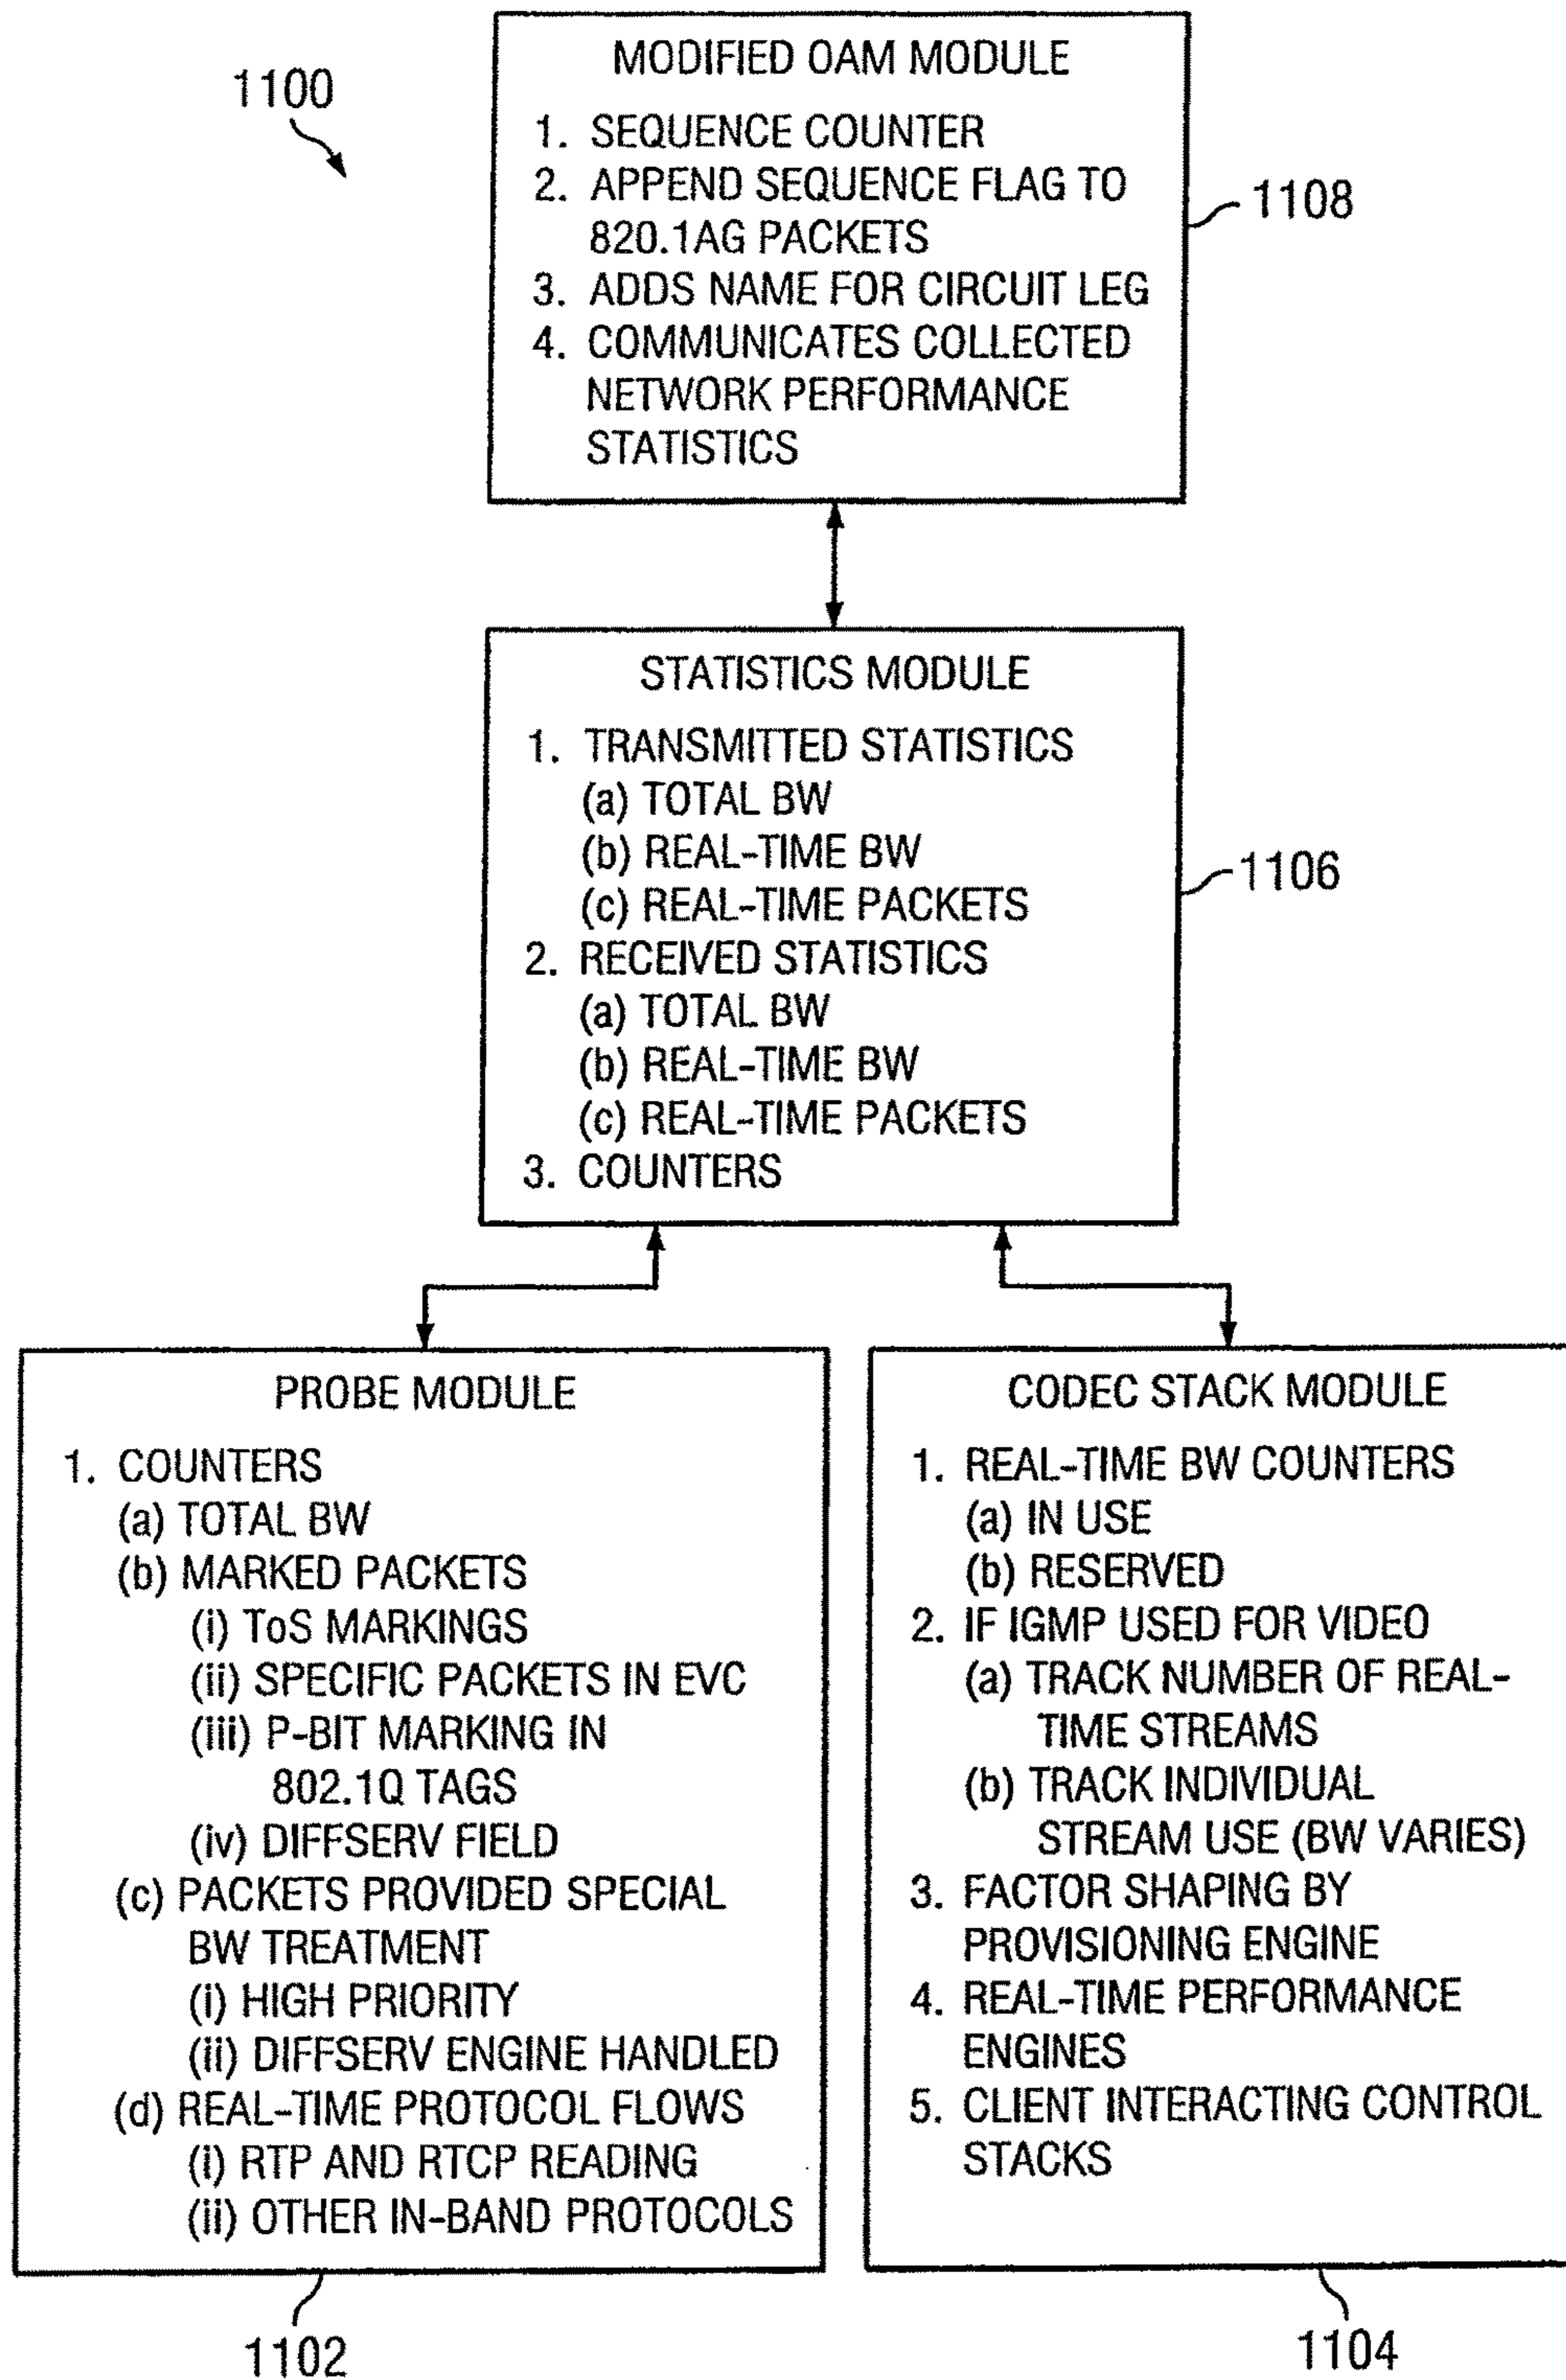 1100
MODIFIED OAM MODULE
1. SEQUENCE COUNTER
2. APPEND SEQUENCE FLAG TO
820.1AG PACKETS
3. ADDS NAME FOR CIRCUIT LEG
4. COMMUNICATES COLLECTED
NETWORK PERFORMANCE
STATISTICS
1108
STATISTICS MODULE
1. TRANSMITTED STATISTICS
(a) TOTAL BW
(b) REAL-TIME BW
(c) REAL-TIME PACKETS
2. RECEIVED STATISTICS
(a) TOTAL BW
(b) REAL-TIME BW
(c) REAL-TIME PACKETS
3. COUNTERS
1106
PROBE MODULE
1. COUNTERS
(a) TOTAL BW
(b) MARKED PACKETS
(i) ToS MARKINGS
(ii) SPECIFIC PACKETS IN EVC
(iii) P-BIT MARKING IN
802.1Q TAGS
(iv) DIFFSERV FIELD
(c) PACKETS PROVIDED SPECIAL
BW TREATMENT
(i) HIGH PRIORITY
(ii) DIFFSERV ENGINE HANDLED
(d) REAL-TIME PROTOCOL FLOWS
(i) RTP AND RTCP READING
(ii) OTHER IN-BAND PROTOCOLS
1102
CODEC STACK MODULE
1. REAL-TIME BW COUNTERS
(a) IN USE
(b) RESERVED
2. IF IGMP USED FOR VIDEO
(a) TRACK NUMBER OF REAL-
TIME STREAMS
(b) TRACK INDIVIDUAL
STREAM USE (BW VARIES)
3. FACTOR SHAPING BY
PROVISIONING ENGINE
4. REAL-TIME PERFORMANCE
ENGINES
5. CLIENT INTERACTING CONTROL
STACKS
1104